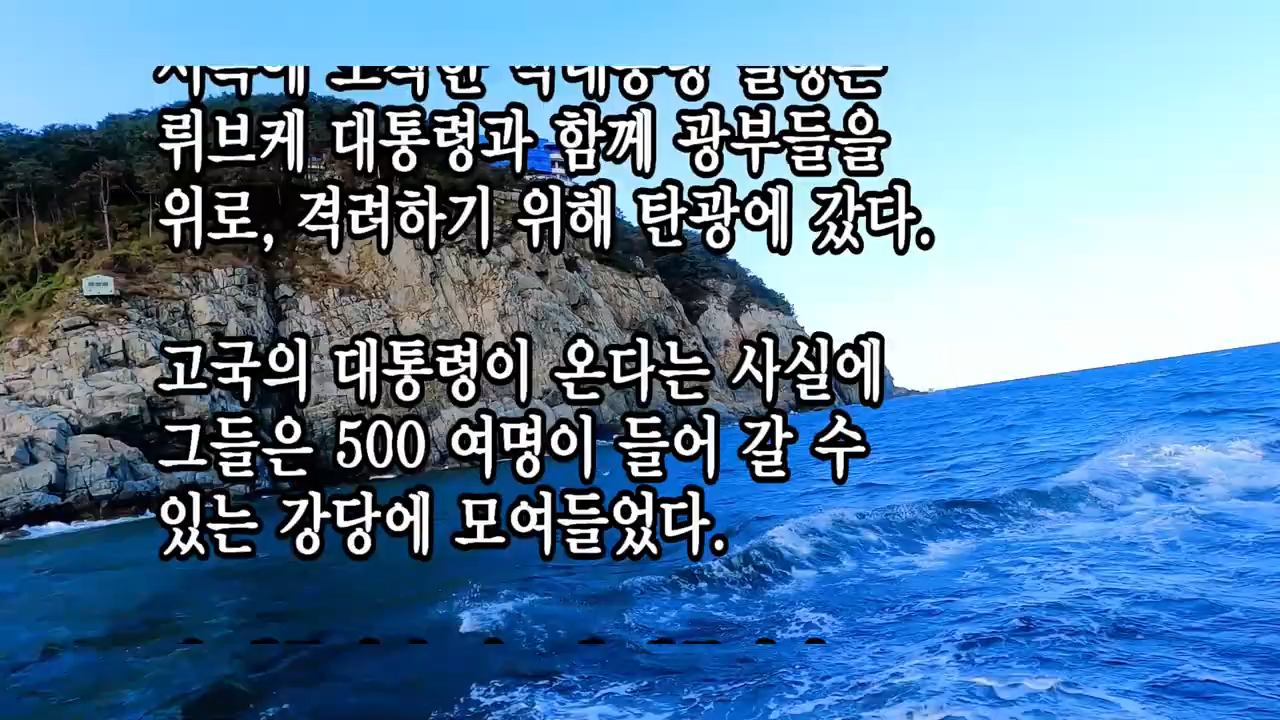 뤼브케 대통령과 함께 광부들을
위로, 격려하기 위해 탄광에 갔다.
고국의 대통령이 온다는 사실에
그들은 500 여명이 들어 갈 수
있는 강당에 모여들었다.